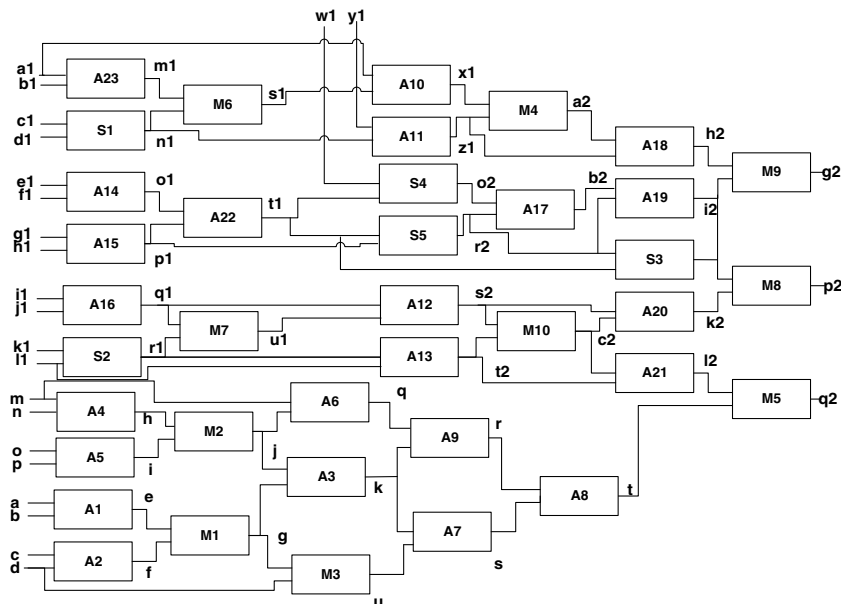 w1 y1
a1 A23 m1 A10 x1
b1 M6 s1 M4 a2
c1 S1 A11 A18 h2
d1 n1 z1 M9 g2
e1 A14 o1 S4 o2 b2 A19
f1 A22 t1 A17 i2
g1 A15 S5
h1 p1 r2 S3
i1 A16 q1 A12 s2 M8 p2
j1 M7 M10 A20 k2
k1 S2 r1 u1 A13 c2 l2
l1 t2 A21
m A6 q M5 q2
n A4 h M2 A9 r
o A5 j
p i A3 k
a A1 e A8 t
b M1 g A7
c A2 s
d f M3
u